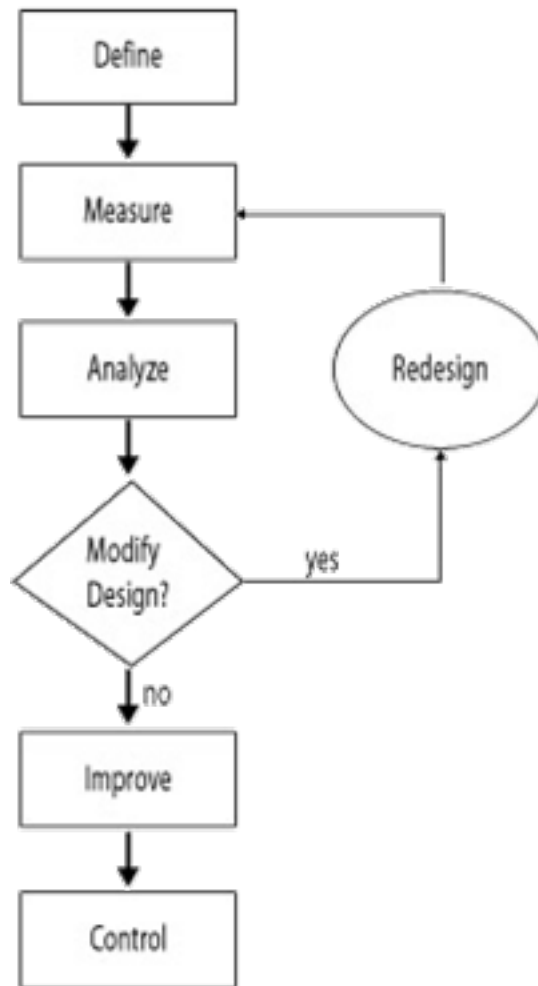 Define
Measure
Analyze
Redesign
Modify
Design?
yes
no
Improve
Control